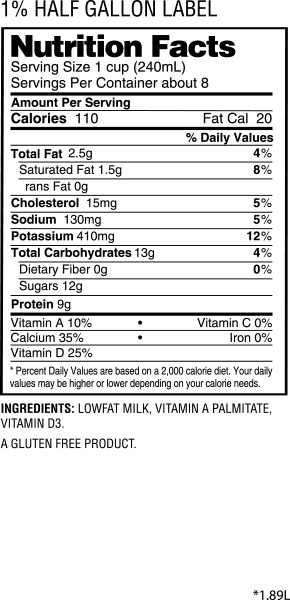 1% HALF GALLON LABEL
Nutrition Facts
Serving Size 1 cup (240mL)
Servings Per Container about 8
Amount Per Serving
Calories 110 Fat Cal 20
% Daily Values
Total Fat 2.5g 4%
Saturated Fat 1.5g 8%
rans Fat 0g
Cholesterol 15mg 5%
Sodium 130mg 5%
Potassium 410mg 12%
Total Carbohydrates 13g 4%
Dietary Fiber 0g 0%
Sugars 12g
Protein 9g
Vitamin A 10% • Vitamin C 0%
Calcium 35% • Iron 0%
Vitamin D 25%
* Percent Daily Values are based on a 2,000 calorie diet. Your daily
values may be higher or lower depending on your calorie needs.
INGREDIENTS: LOWFAT MILK, VITAMIN A PALMITATE,
VITAMIN D3.
A GLUTEN FREE PRODUCT.
*1.89L